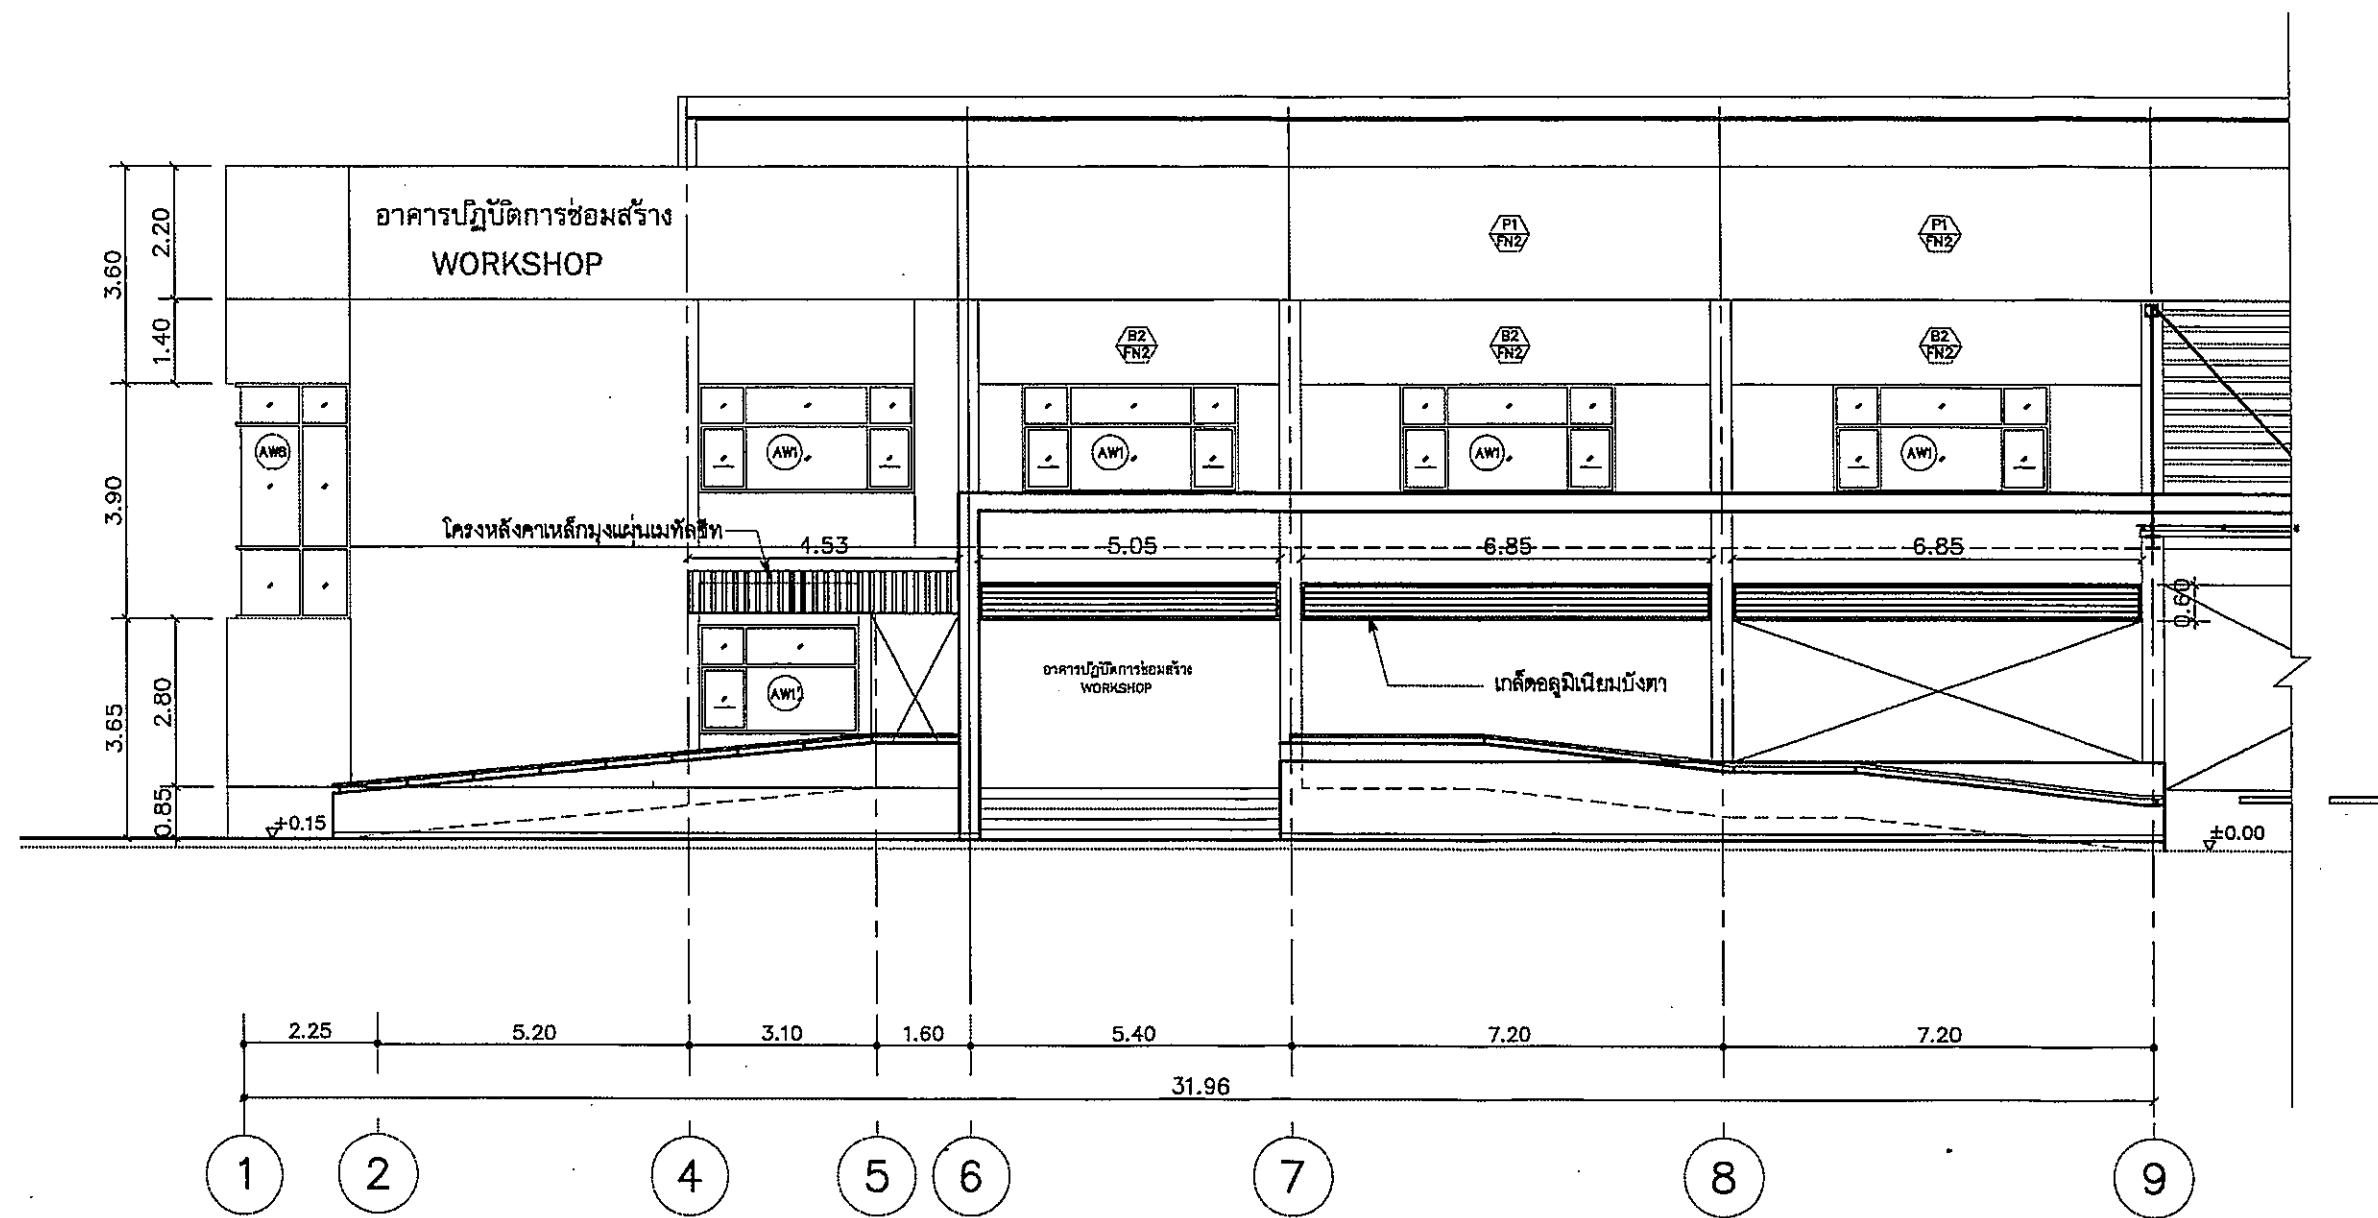 อาคารปฏิบัติการซ่อมสร้าง
WORKSHOP
P1
FN2
P1
FN2
3.60
2.20
1.40
B2
FN2
B2
FN2
B2
FN2
AW1
AW1
AW1
AW1
3.90
โครงหลังคาเหล็กมุงแผ่นเมทัลชีท
4.53
5.05
6.85
6.85
0.60
อาคารปฏิบัติการซ่อมสร้าง
WORKSHOP
AW1'
เกล็ดอลูมิเนียมบังตา
3.65
2.80
0.85
+0.15
±0.00
2.25
5.20
3.10
1.60
5.40
7.20
7.20
31.96
1
2
4
5
6
7
8
9